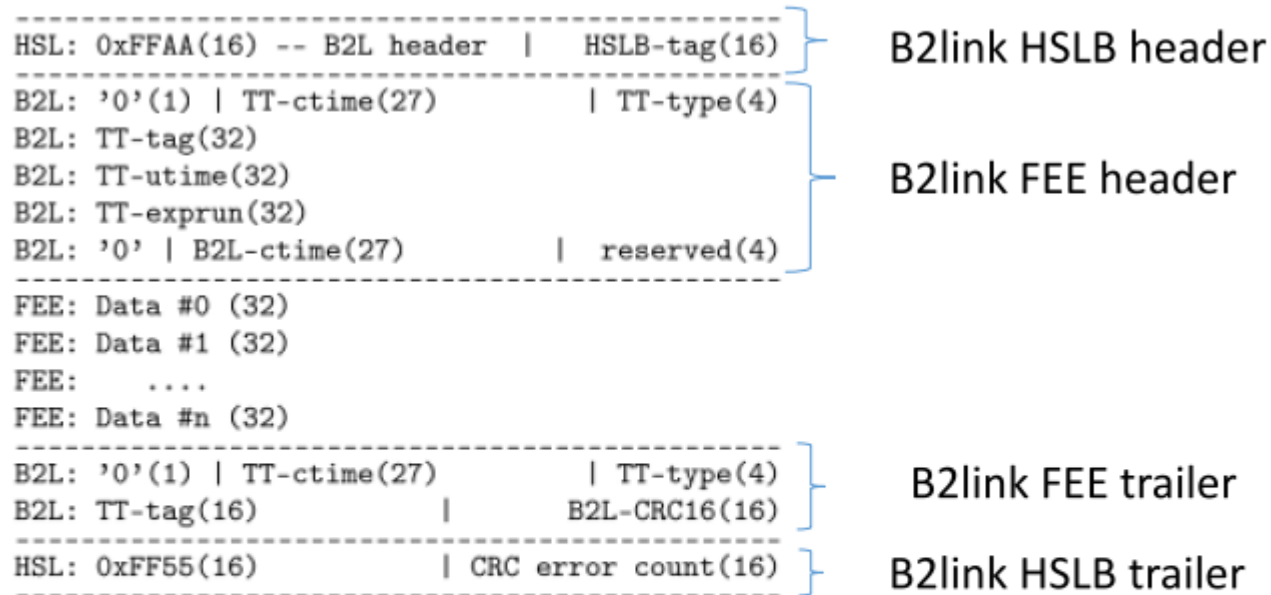 HSL: 0xFFAA(16) -- B2L header | HSLB-tag(16)
B2link HSLB header
B2L: '0'(1) | TT-ctime(27) | TT-type(4)
B2L: TT-tag(32)
B2L: TT-utime(32)
B2link FEE header
B2L: TT-exprun(32)
B2L: '0' | B2L-ctime(27) | reserved(4)
FEE: Data #0 (32)
FEE: Data #1 (32)
FEE: ....
FEE: Data #n (32)
B2L: '0'(1) | TT-ctime(27) | TT-type(4)
B2link FEE trailer
B2L: TT-tag(16) | B2L-CRC16(16)
HSL: 0xFF55(16) | CRC error count(16)
B2link HSLB trailer